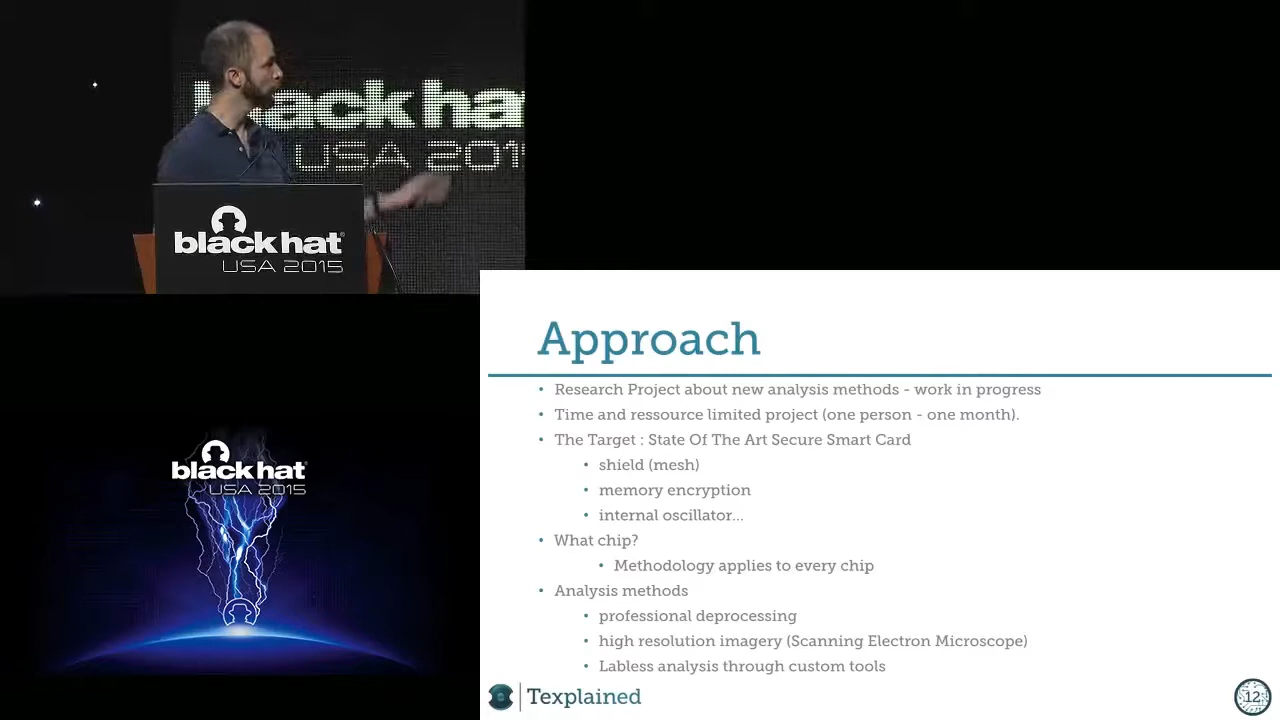 black hat
USA 2015
black hat
USA 2015
Approach
• Research Project about new analysis methods - work in progress
• Time and ressource limited project (one person - one month).
• The Target : State Of The Art Secure Smart Card
• shield (mesh)
• memory encryption
• internal oscillator...
• What chip?
• Methodology applies to every chip
• Analysis methods
• professional deprocessing
• high resolution imagery (Scanning Electron Microscope)
• Labless analysis through custom tools
Texplained
12
black hat
USA 2015